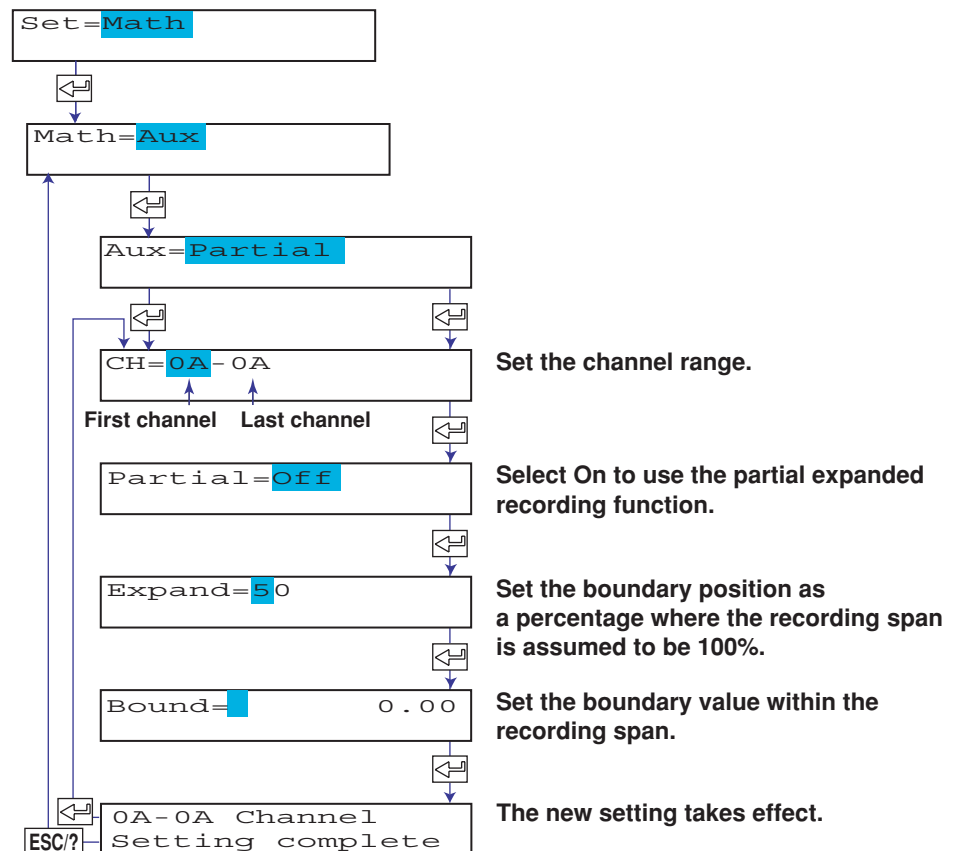 Set=Math
Math=Aux
Aux=Partial
CH=0A-0A
Set the channel range.
First channel Last channel
Partial=Off
Select On to use the partial expanded
recording function.
Expand=50
Set the boundary position as
a percentage where the recording span
is assumed to be 100%.
Bound= 0.00
Set the boundary value within the
recording span.
0A-0A Channel
The new setting takes effect.
ESC/?
Setting complete